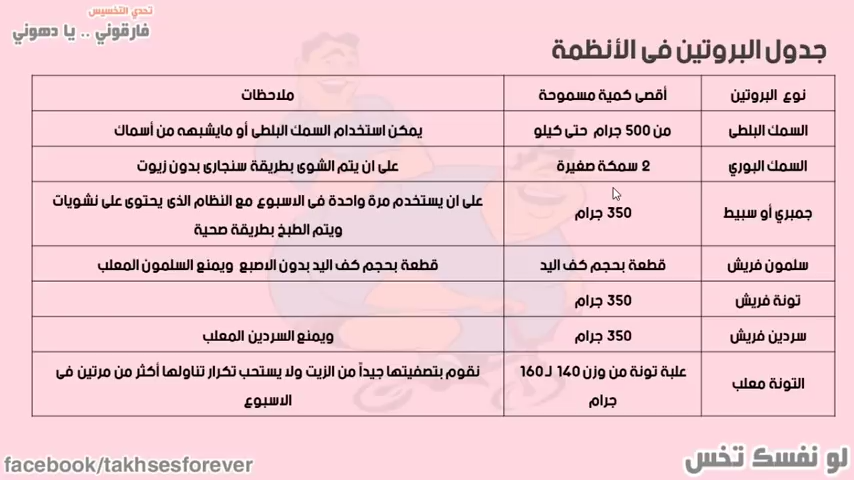 تحدي التخسيس
فارقوني .. يا دهوني
جدول البروتين فى الأنظمة
نوع البروتين
أقصى كمية مسموحة
ملاحظات
السمك البلطى
من 500 جرام حتى كيلو
يمكن استخدام السمك البلطى أو مايشبهه من أسماك
السمك البوري
2 سمكة صغيرة
على ان يتم الشوى بطريقة سنجارى بدون زيوت
جمبري أو سبيط
350 جرام
على ان يستخدم مرة واحدة فى الاسبوع مع النظام الذى يحتوى على نشويات
ويتم الطبخ بطريقة صحية
سلمون فريش
قطعة بحجم كف اليد
قطعة بحجم كف اليد بدون الاصبع ويمنع السلمون المعلب
تونة فريش
350 جرام
سردين فريش
350 جرام
ويمنع السردين المعلب
التونة معلب
علبة تونة من وزن 140 لـ 160
جرام
نقوم بتصفيتها جيداً من الزيت ولا يستحب تكرار تناولها أكثر من مرتين فى
الاسبوع
facebook/takhsesforever
لو نفسك تخس